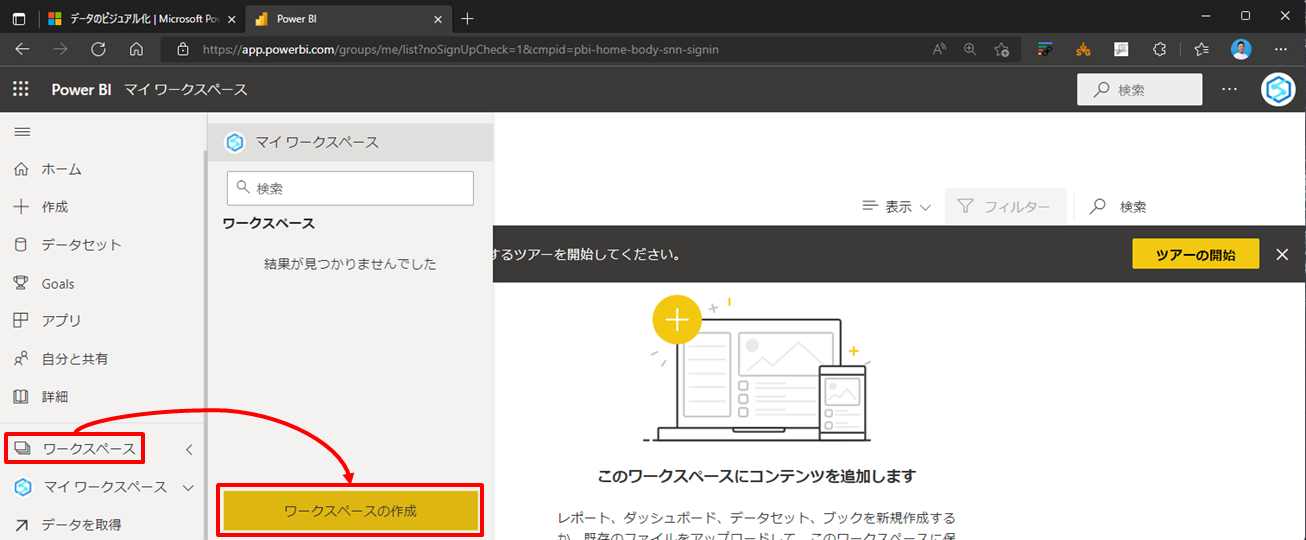 データのビジュアル化 | Microsoft Po
Power BI
https://app.powerbi.com/groups/me/list?noSignUpCheck=1&cmpid=pbi-home-body-snn-signin
Power BI マイ ワークスペース
検索
マイ ワークスペース
検索
ワークスペース
結果が見つかりませんでした
ホーム
作成
データセット
Goals
アプリ
自分と共有
詳細
ワークスペース
マイ ワークスペース
データを取得
ワークスペースの作成
表示
フィルター
検索
するツアーを開始してください。
ツアーの開始
このワークスペースにコンテンツを追加します
レポート、ダッシュボード、データセット、ブックを新規作成する
か、既存のファイルをアップロードして、このワークスペースに保